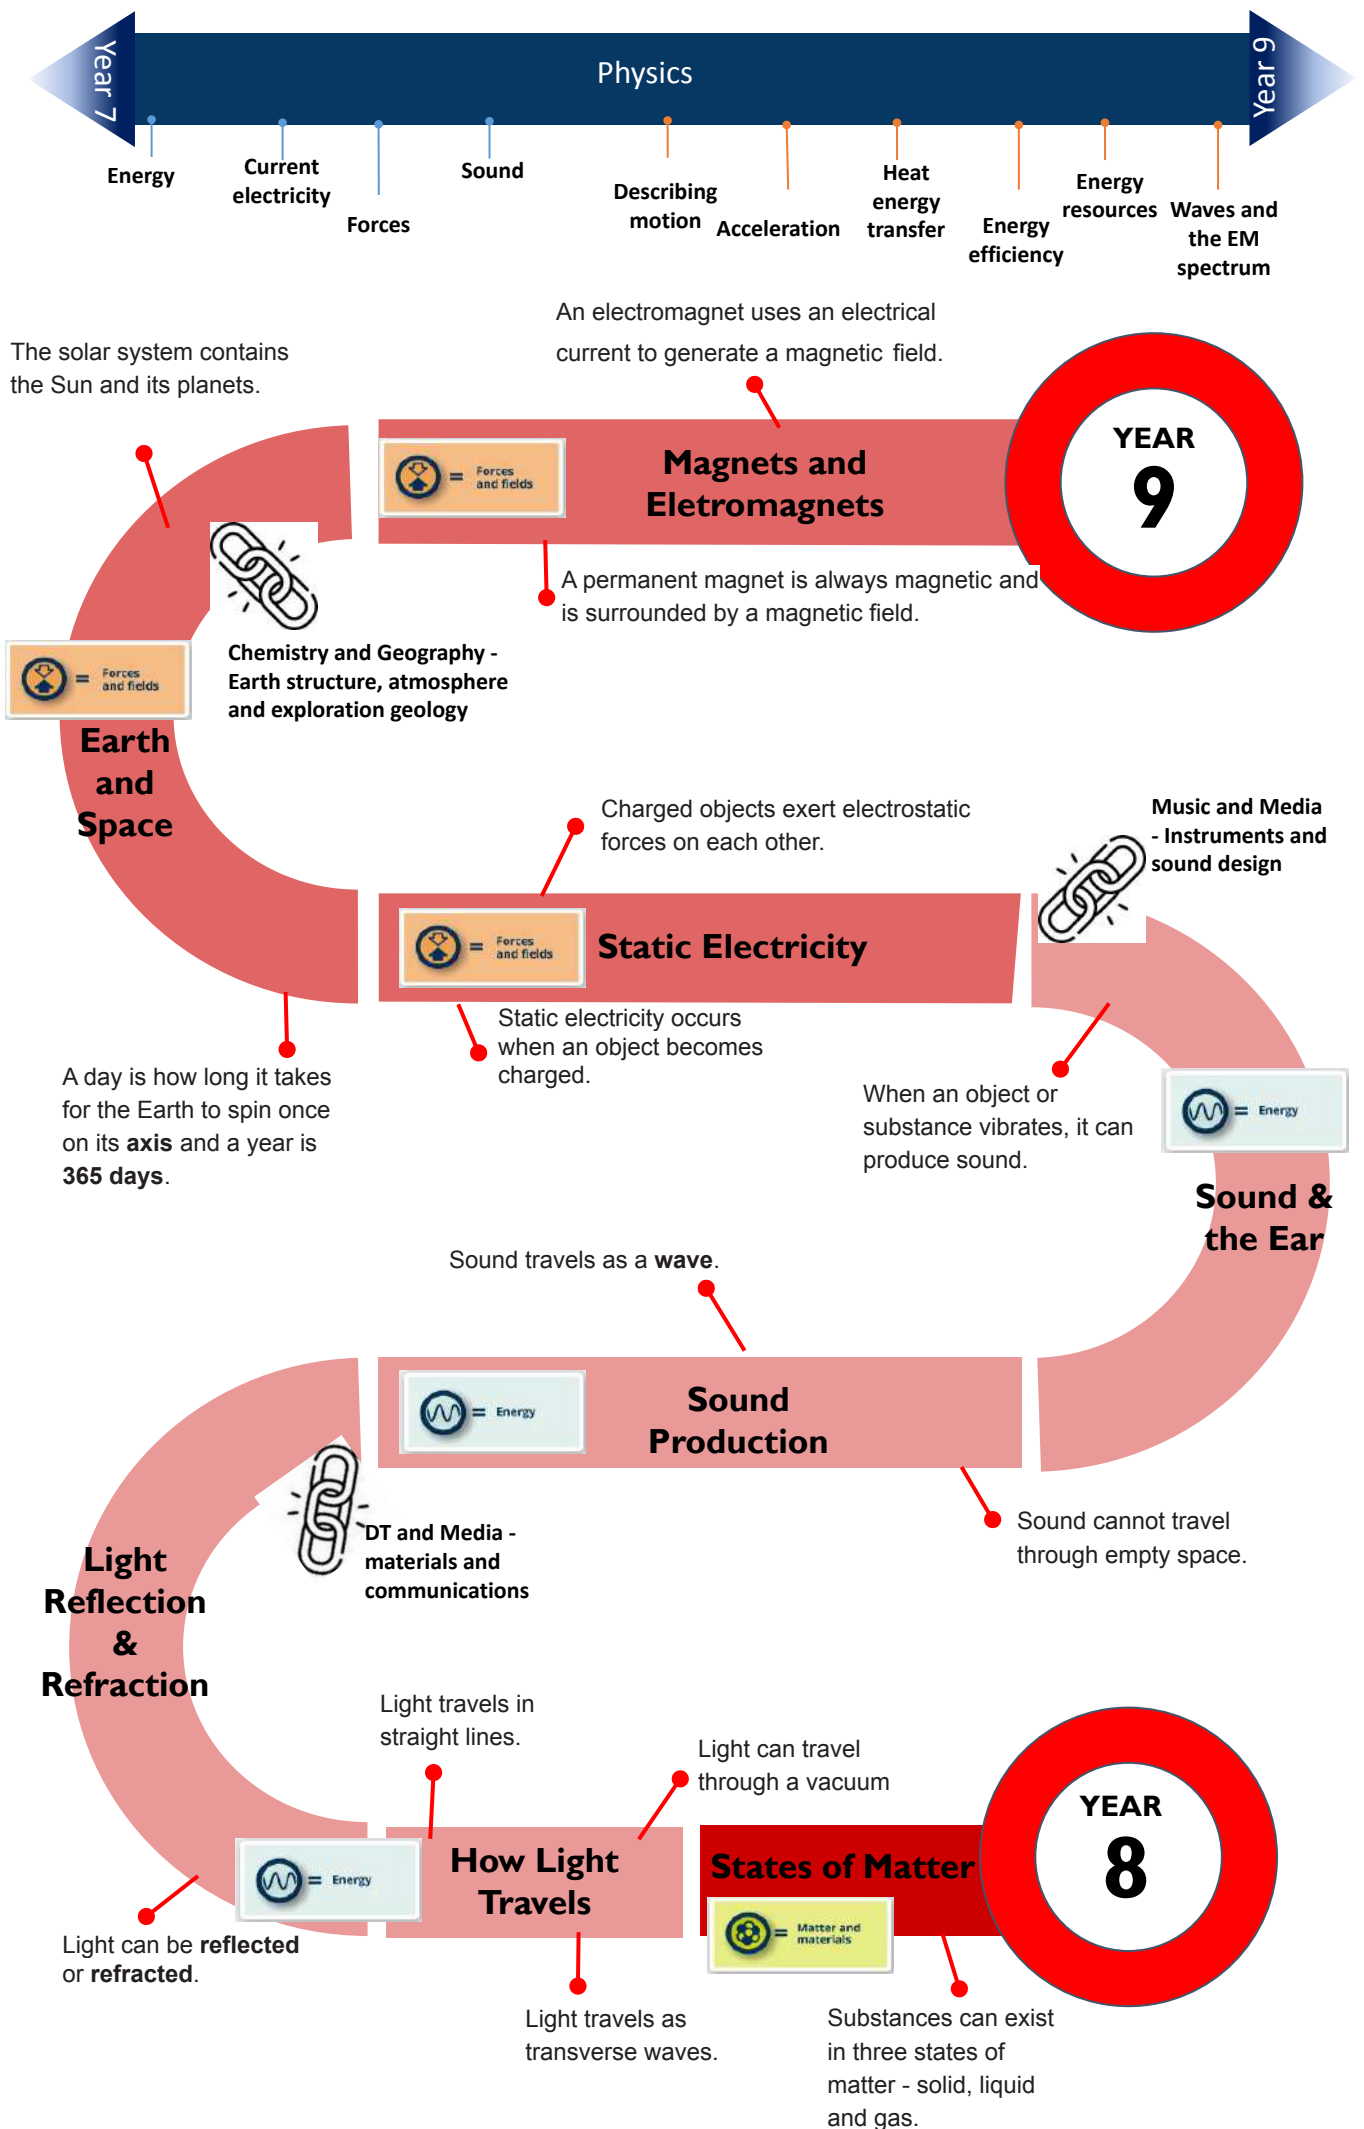 Year 7
Physics
Year 9
Energy
Current
electricity
Forces
Sound
Describing
motion
Acceleration
Heat
energy
transfer
Energy
efficiency
Energy
resources
Waves and
the EM
spectrum
An electromagnet uses an electrical
current to generate a magnetic field.
The solar system contains
the Sun and its planets.
YEAR
9
= Forces
and fields
Magnets and
Eletromagnets
A permanent magnet is always magnetic and
is surrounded by a magnetic field.
Chemistry and Geography -
Earth structure, atmosphere
and exploration geology
= Forces
and fields
Earth
and
Space
Charged objects exert electrostatic
forces on each other.
Music and Media
- Instruments and
sound design
= Forces
and fields
Static Electricity
Static electricity occurs
when an object becomes
charged.
A day is how long it takes
for the Earth to spin once
on its axis and a year is
365 days.
When an object or
substance vibrates, it can
produce sound.
= Energy
Sound &
the Ear
Sound travels as a wave.
= Energy
Sound
Production
Sound cannot travel
through empty space.
DT and Media -
materials and
communications
Light
Reflection
&
Refraction
Light travels in
straight lines.
Light can travel
through a vacuum
YEAR
8
= Energy
How Light
Travels
States of Matter
= Matter and
materials
Light can be reflected
or refracted.
Light travels as
transverse waves.
Substances can exist
in three states of
matter - solid, liquid
and gas.